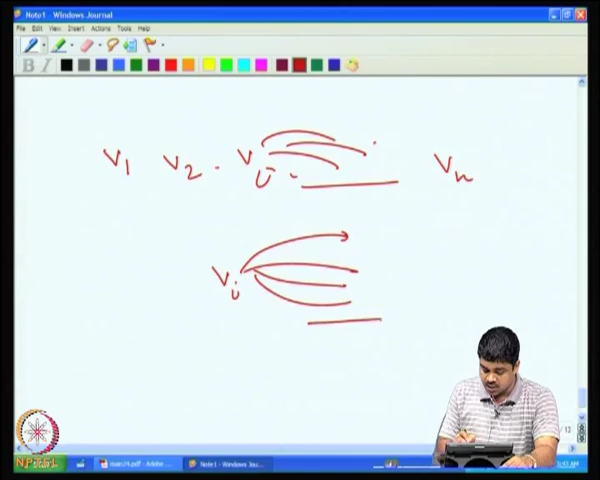 Note1 - Windows Journal
File Edit View Insert Actions Tools Help
B I
V1 V2 . Vi - Vn
Vi
/ 12
NPTEL main24.pdf - Adobe ... Note1 - Windows Jou...